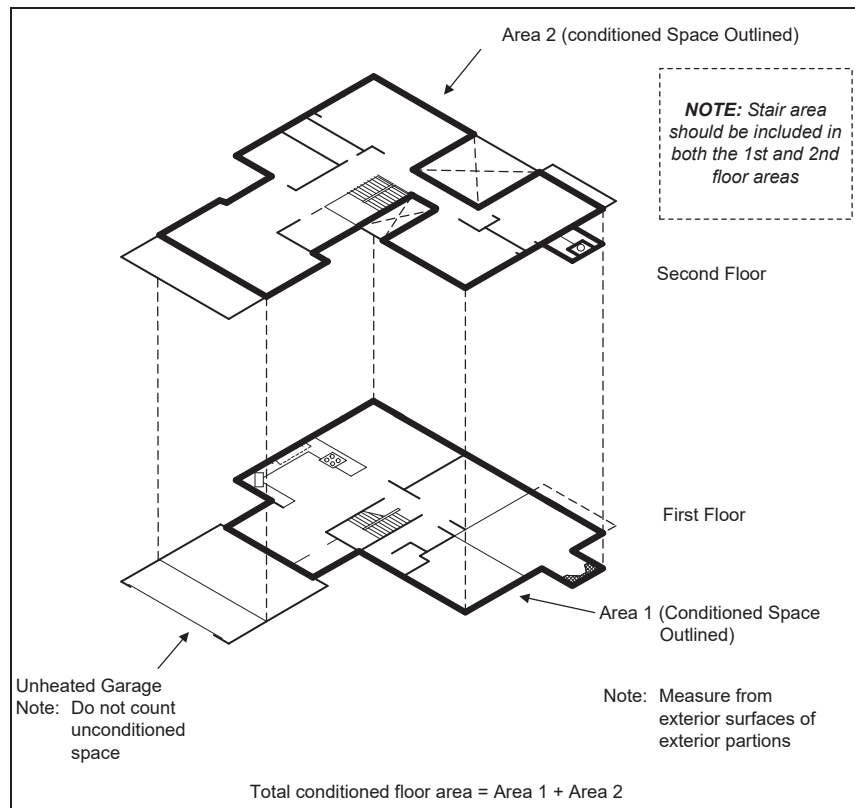 Area 2 (conditioned Space Outlined)
NOTE: Stair area
should be included in
both the 1st and 2nd
floor areas
Second Floor
First Floor
Area 1 (Conditioned Space
Outlined)
Unheated Garage
Note: Do not count
unconditioned
space
Note: Measure from
exterior surfaces of
exterior partions
Total conditioned floor area = Area 1 + Area 2